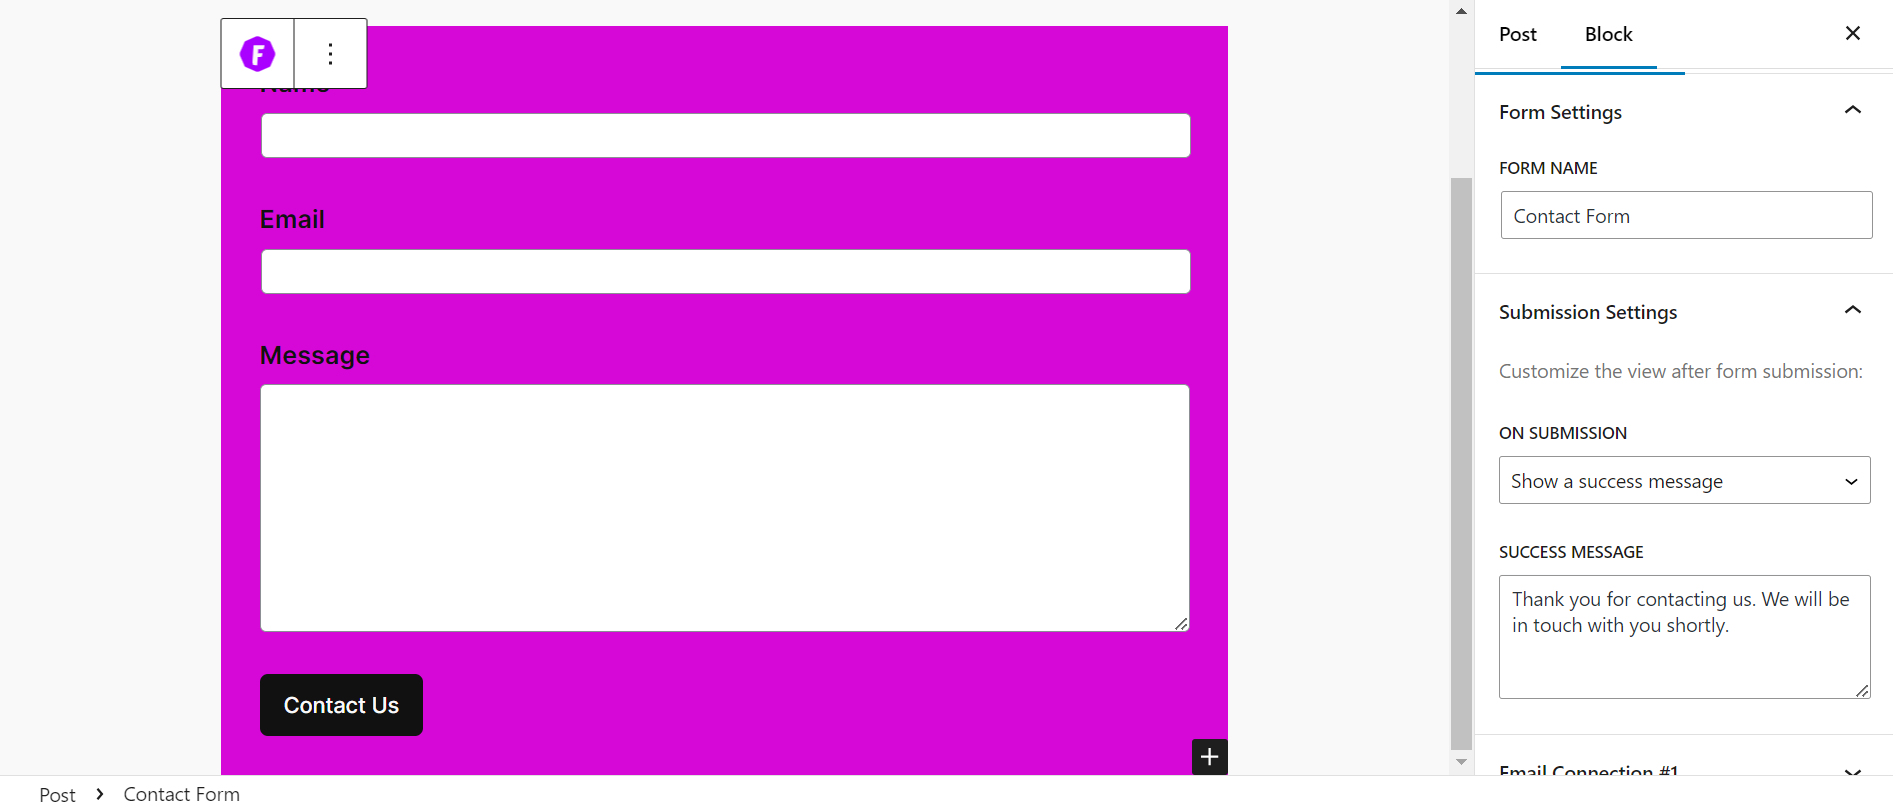 F
Name
Email
Message
Contact Us
Post
Block
Form Settings
FORM NAME
Contact Form
Submission Settings
Customize the view after form submission:
ON SUBMISSION
Show a success message
SUCCESS MESSAGE
Thank you for contacting us. We will be
in touch with you shortly.
Email Connection #1
Post > Contact Form